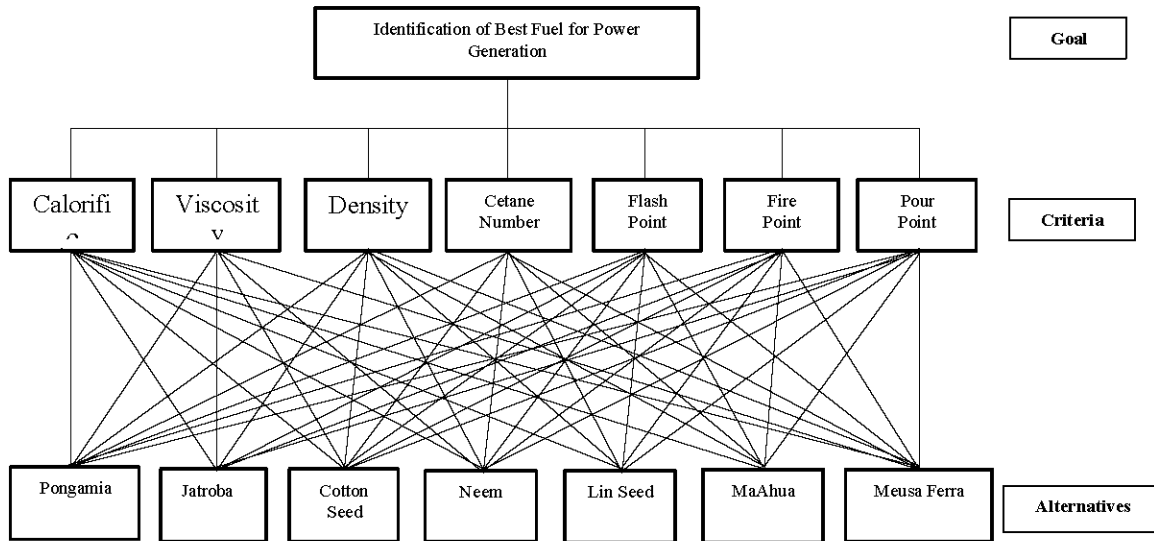 Identification of Best Fuel for Power
Generation
Goal
Calorifi
Viscosit
y
Density
Cetane
Number
Flash
Point
Fire
Point
Pour
Point
Criteria
Pongamia
Jatroba
Cotton
Seed
Neem
Lin Seed
MaAhua
Meusa Ferra
Alternatives